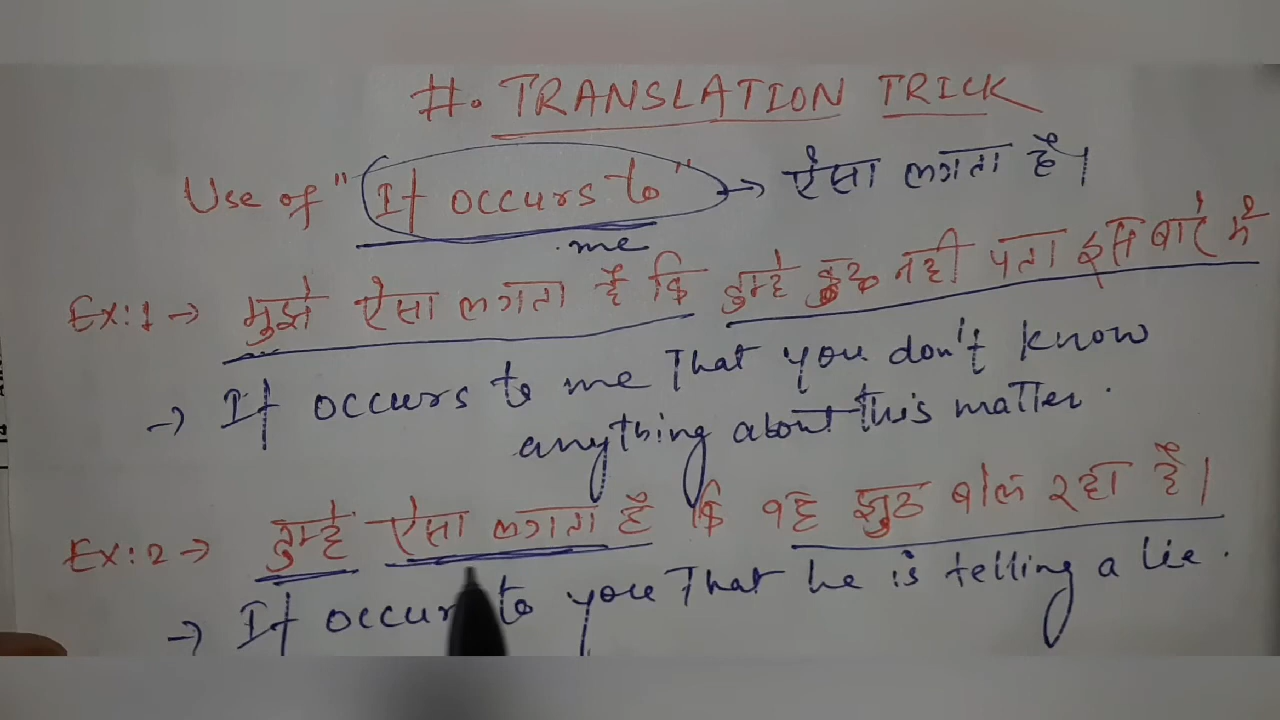 #. TRANSLATION TRICK
Use of "It occurs to" → ऐसा लगता है।
me
Ex:1 → मुझे ऐसा लगता है कि तुम्हे कुछ नहीं पता इस बारे में
→ It occurs to me That you don't know
anything about this matter.
Ex:2 → तुम्हे ऐसा लगता है कि वह झुठ बोल रहा है।
→ It occur to you That he is telling a lie.